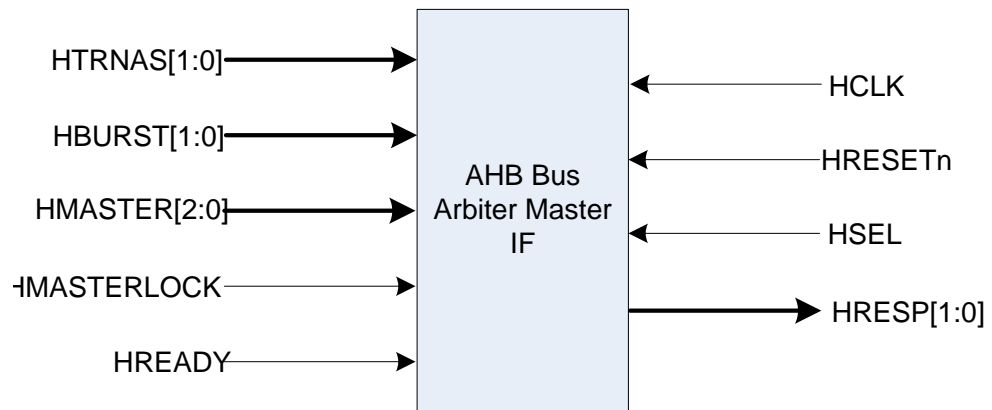 HTRNAS[1:0]
HBURST[1:0]
HMASTER[2:0]
HMASTERLOCK
HREADY
AHB Bus
Arbiter Master
IF
HCLK
HRESETn
HSEL
HRESP[1:0]